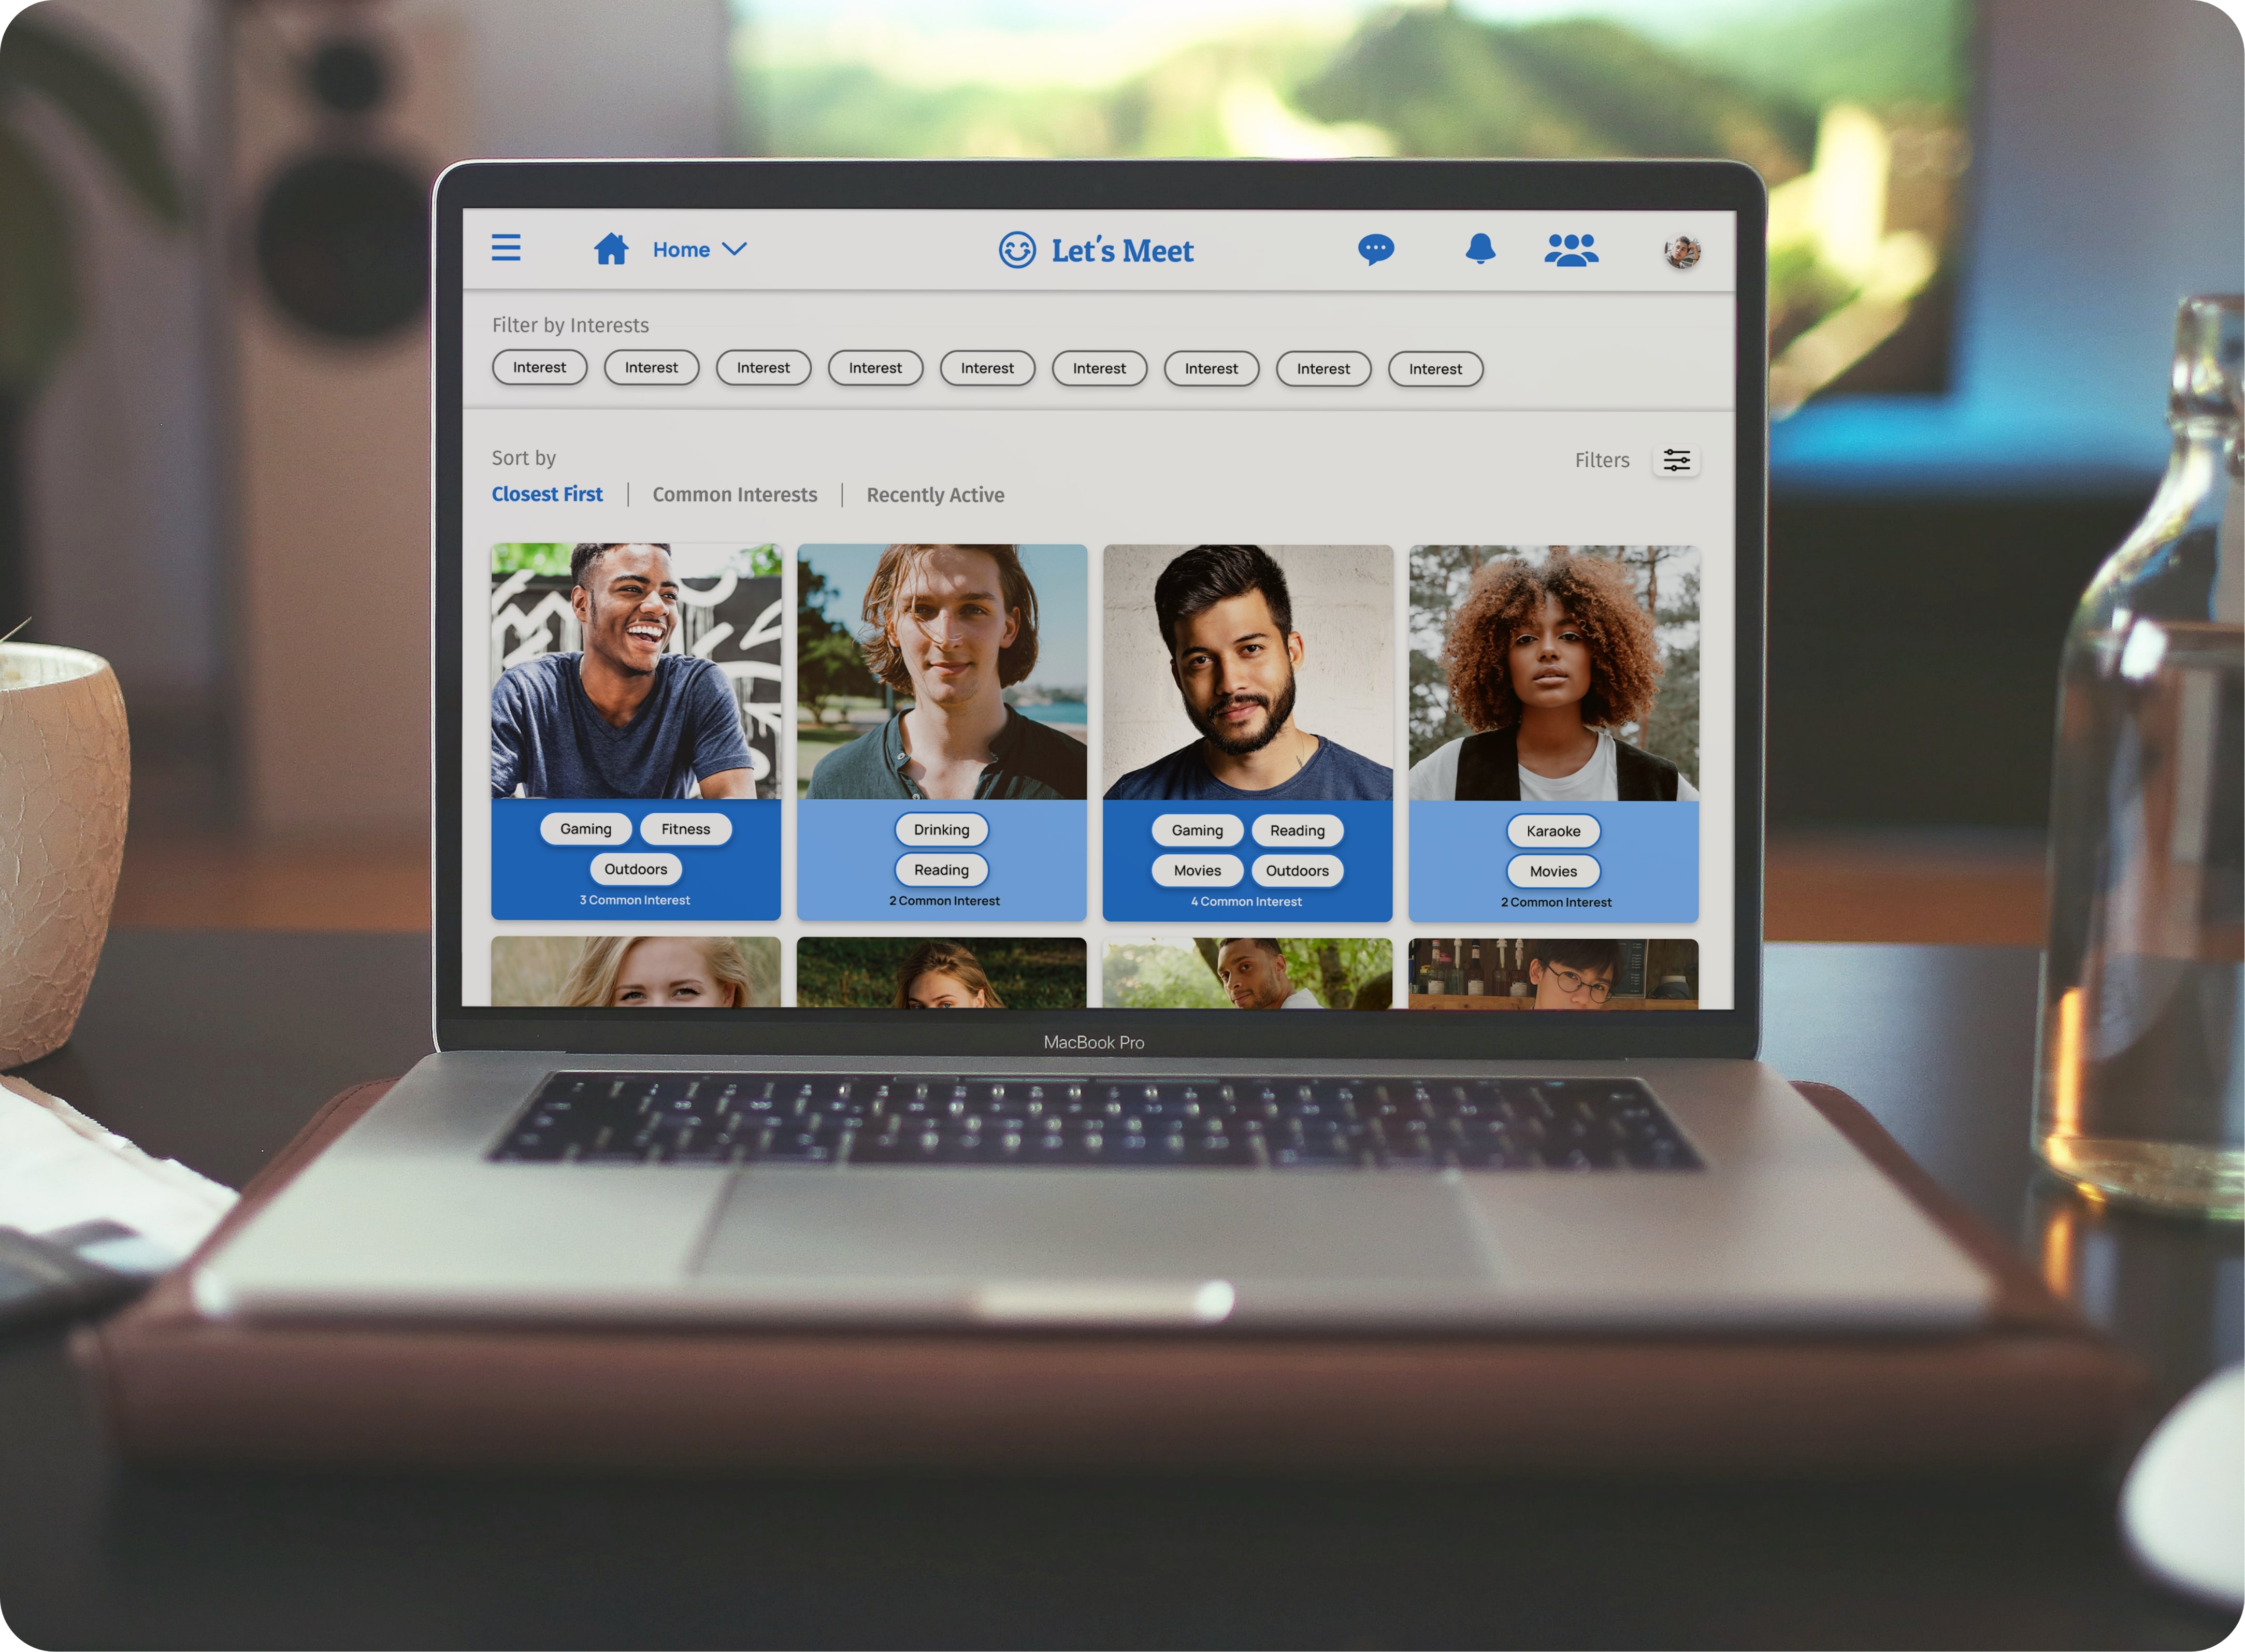 Home
Let's Meet
Filter by Interests
Interest Interest Interest Interest Interest Interest Interest Interest Interest
Sort by
Filters
Closest First | Common Interests | Recently Active
Gaming Fitness
Outdoors
3 Common Interest
Drinking
Reading
2 Common Interest
Gaming Reading
Movies Outdoors
4 Common Interest
Karaoke
Movies
2 Common Interest
MacBook Pro